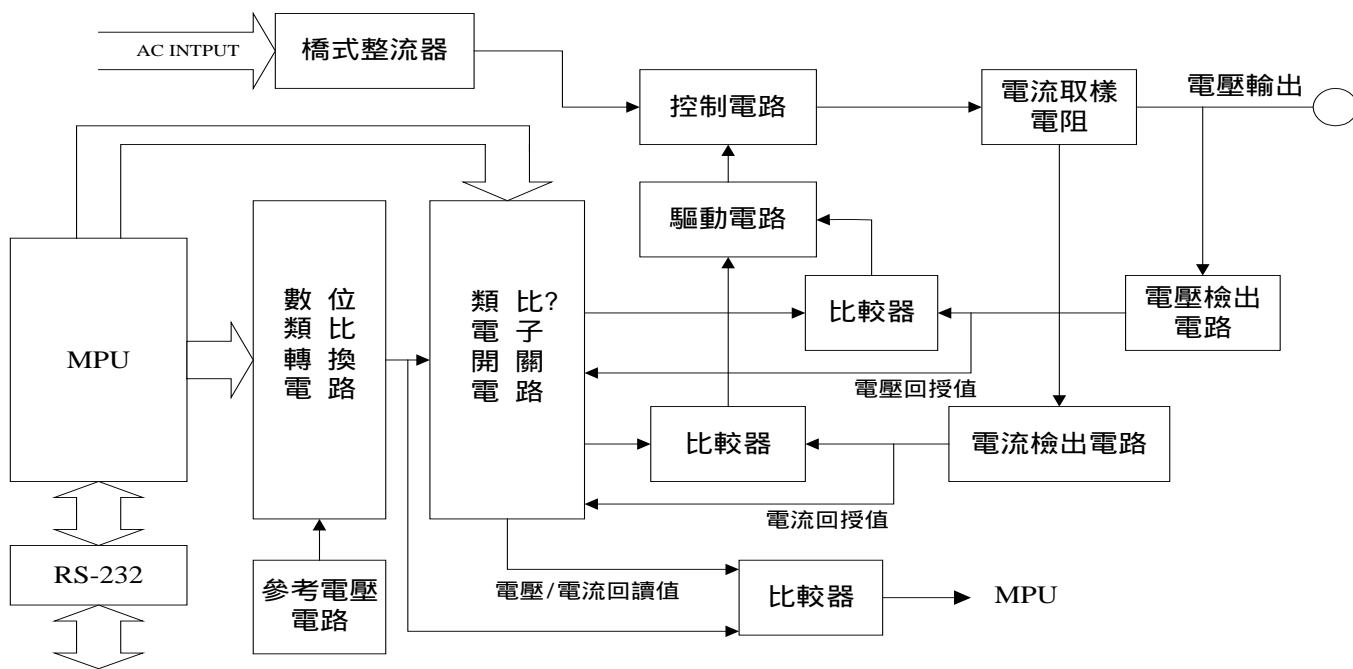 AC INTPUT
橋式整流器
控制電路
電流取樣
電阻
電壓輸出
驅動電路
MPU
數位
類比
轉換
電路
類比?
電子
開關
電路
比較器
電壓檢出
電路
電壓回授值
比較器
電流檢出電路
電流回授值
RS-232
參考電壓
電路
電壓/電流回讀值
比較器
MPU